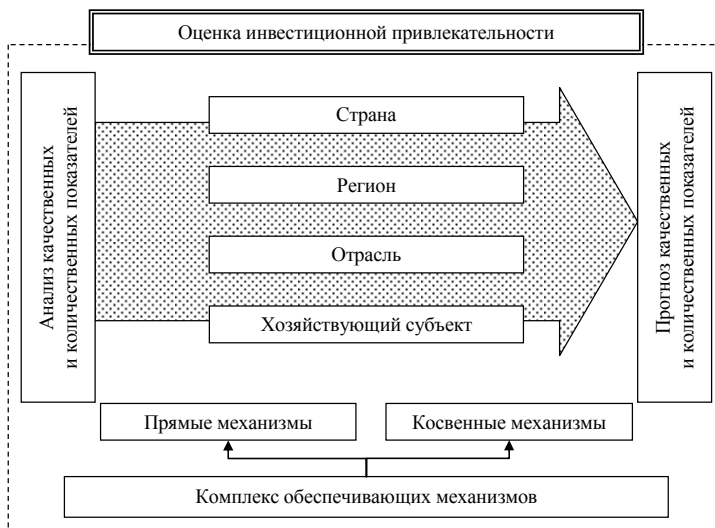 Оценка инвестиционной привлекательности
Анализ качественных
и количественных показателей
Страна
Регион
Отрасль
Хозяйствующий субъект
Прогноз качественных
и количественных показателей
Прямые механизмы
Косвенные механизмы
Комплекс обеспечивающих механизмов